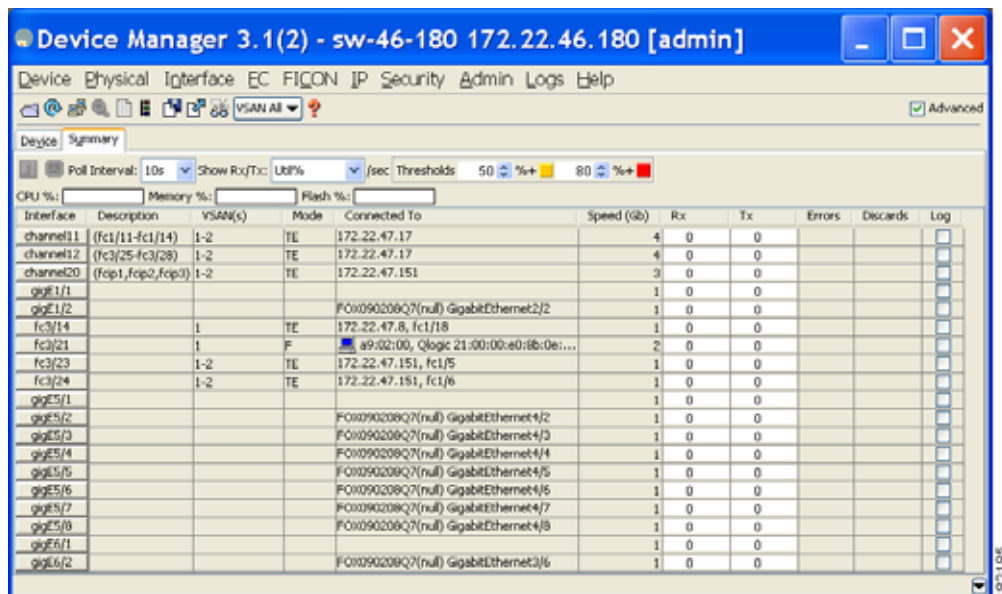 Device Manager 3.1(2) - sw-46-180 172.22.46.180 [admin]
Device Physical Interface EC FICON IP Security Admin Logs Help
VSAN All Advanced
Device Summary
Poll Interval: 10s Show Rx/Tx: Util% /sec Thresholds 50 %+ 80 %+
CPU %: Memory %: Flash %:
Interface Description VSAN(s) Mode Connected To Speed (Gb) Rx Tx Errors Discards Log
channel11 (fc1/11-fc1/14) 1-2 TE 172.22.47.17 4 0 0
channel12 (fc3/25-fc3/28) 1-2 TE 172.22.47.17 4 0 0
channel20 (fcip1,fcip2,fcip3) 1-2 TE 172.22.47.151 3 0 0
gigE1/1 1 0 0
gigE1/2 FOX090208Q7(null) GigabitEthernet2/2 1 0 0
fc3/14 1 TE 172.22.47.8, fc1/18 1 0 0
fc3/21 1 F a9:02:00, Qlogic 21:00:00:e0:8b:0e:... 2 0 0
fc3/23 1-2 TE 172.22.47.151, fc1/5 1 0 0
fc3/24 1-2 TE 172.22.47.151, fc1/6 1 0 0
gigE5/1 1 0 0
gigE5/2 FOX090208Q7(null) GigabitEthernet4/2 1 0 0
gigE5/3 FOX090208Q7(null) GigabitEthernet4/3 1 0 0
gigE5/4 FOX090208Q7(null) GigabitEthernet4/4 1 0 0
gigE5/5 FOX090208Q7(null) GigabitEthernet4/5 1 0 0
gigE5/6 FOX090208Q7(null) GigabitEthernet4/6 1 0 0
gigE5/7 FOX090208Q7(null) GigabitEthernet4/7 1 0 0
gigE5/8 FOX090208Q7(null) GigabitEthernet4/8 1 0 0
gigE6/1 1 0 0
gigE6/2 FOX090208Q7(null) GigabitEthernet3/6 1 0 0